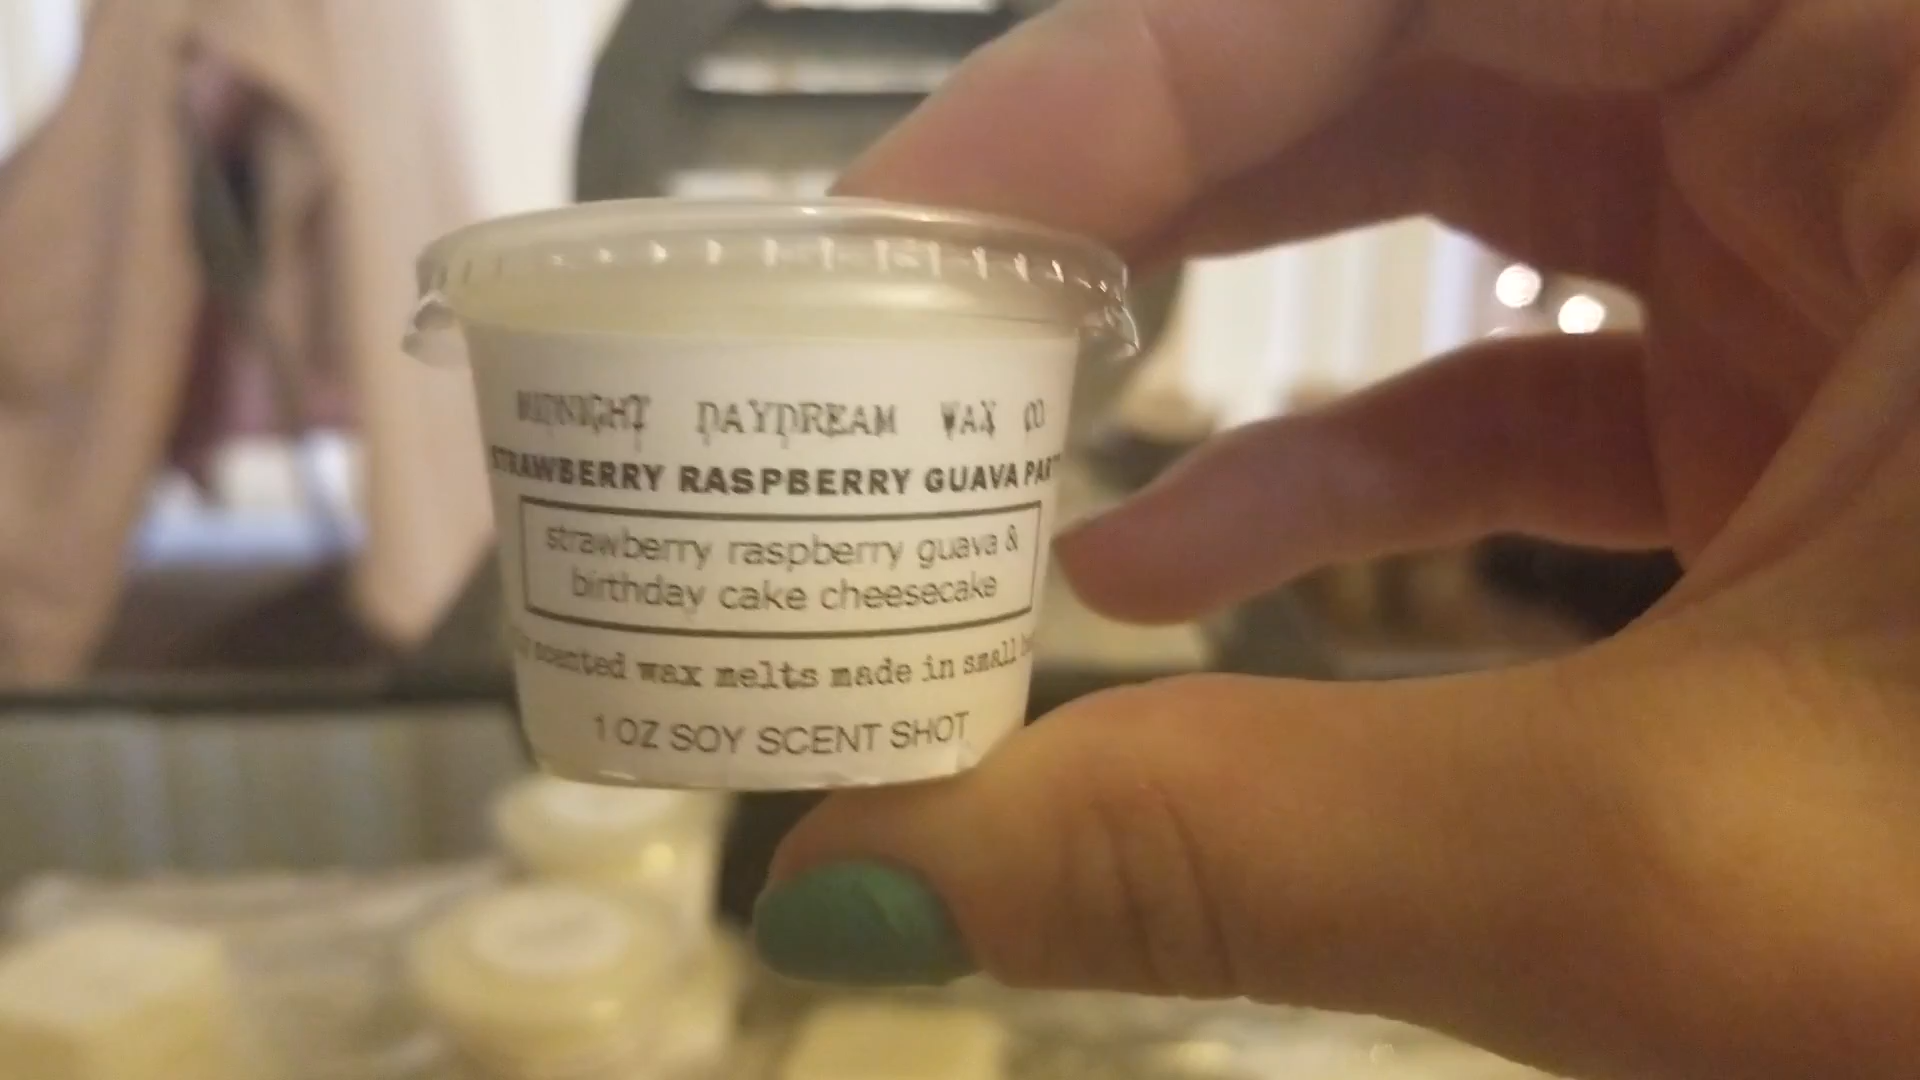 MIDNIGHT DAYDREAM WAX CO
STRAWBERRY RASPBERRY GUAVA
strawberry raspberry guava &
birthday cake cheesecake
scented wax melts made in small
1 OZ SOY SCENT SHOT